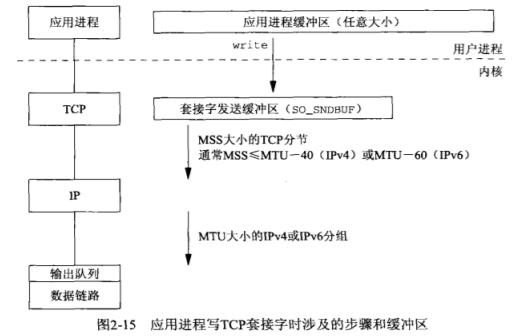 应用进程
应用进程缓冲区（任意大小）
write
用户进程
内核
TCP
套接字发送缓冲区（SO_SNDBUF）
MSS大小的TCP分节
通常MSS≤MTU－40（IPv4）或MTU－60（IPv6）
IP
MTU大小的IPv4或IPv6分组
输出队列
数据链路
图2-15 应用进程写TCP套接字时涉及的步骤和缓冲区